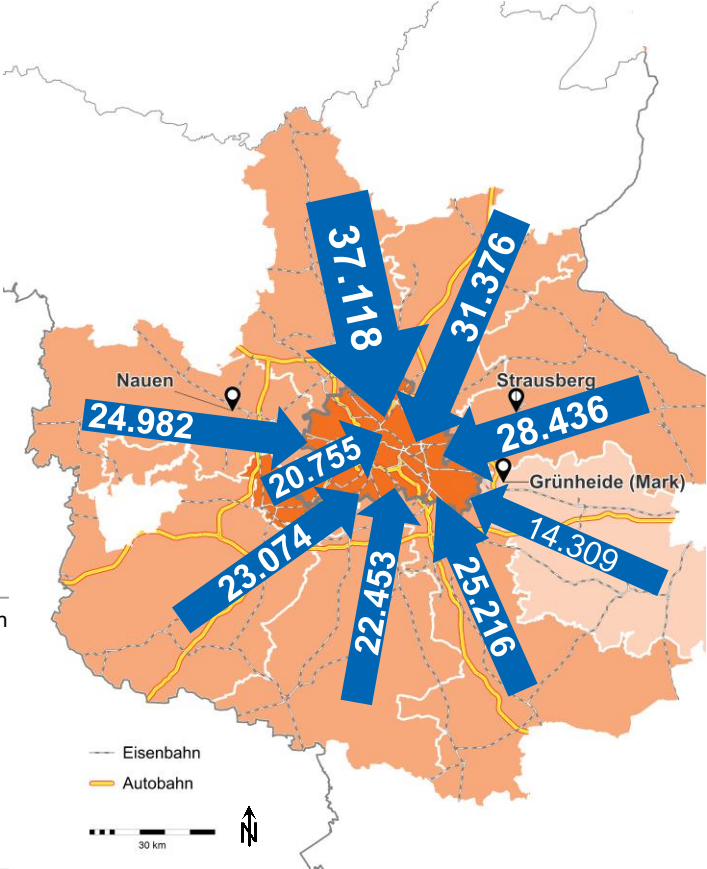 37.118
31.376
Nauen
Strausberg
24.982
28.436
20.755
Grünheide (Mark)
14.309
23.074
22.453
25.216
n
Eisenbahn
Autobahn
N
30 km